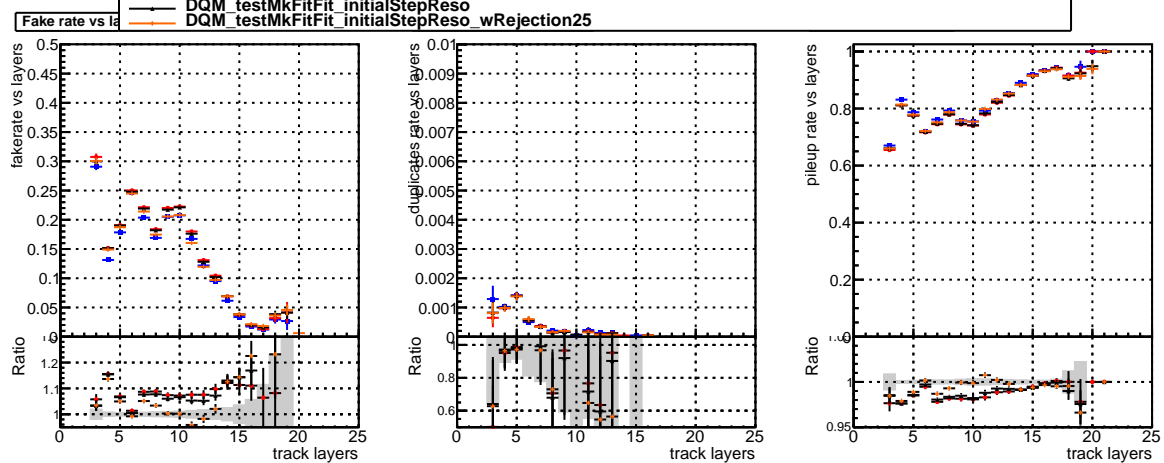 DQM_testMkFitFit_initialStepReso
DQM_testMkFitFit_initialStepReso_wRejection25
Fake rate vs la
fakerate vs layers
0.5
0.45
0.4
0.35
0.3
0.25
0.2
0.15
0.1
0.05
0
Ratio
1.2
1.1
1
0 5 10 15 20 25
track layers
duplicates rate vs layers
0.01
0.009
0.008
0.007
0.006
0.005
0.004
0.003
0.002
0.001
0
Ratio
1
0.8
0.6
0 5 10 15 20 25
track layers
pileup rate vs layers
1
0.8
0.6
0.4
0.2
0
Ratio
1
0.95
0 5 10 15 20 25
track layers